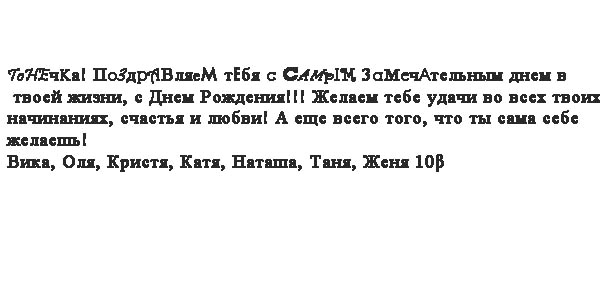 ТоНЕчКа! ПоЗдрАВляеМ тЕбя с САМрІМ ЗаМечАтельным днем в
твоей жизни, с Днем Рождения!!! Желаем тебе удачи во всех твоих
начинаниях, счастья и любви! А еще всего того, что ты сама себе
желаешь!
Вика, Оля, Кристя, Катя, Наташа, Таня, Женя 10β